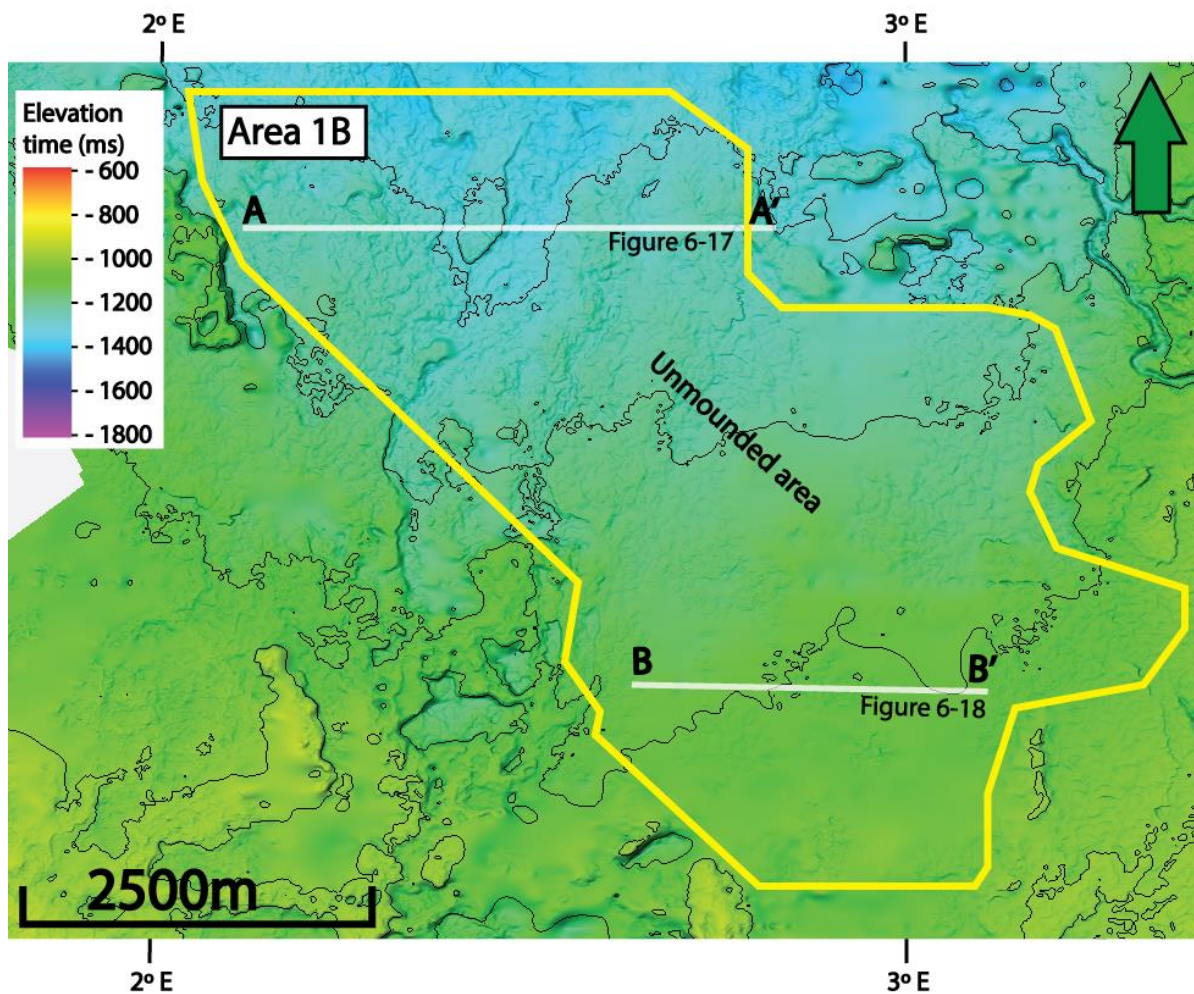 2º E
3º E
Elevation
time (ms)
- 600
- 800
- 1000
- 1200
- 1400
- 1600
- 1800
Area 1B
A
A'
Figure 6-17
Unmounded area
B
B'
Figure 6-18
2500m
2º E
3º E